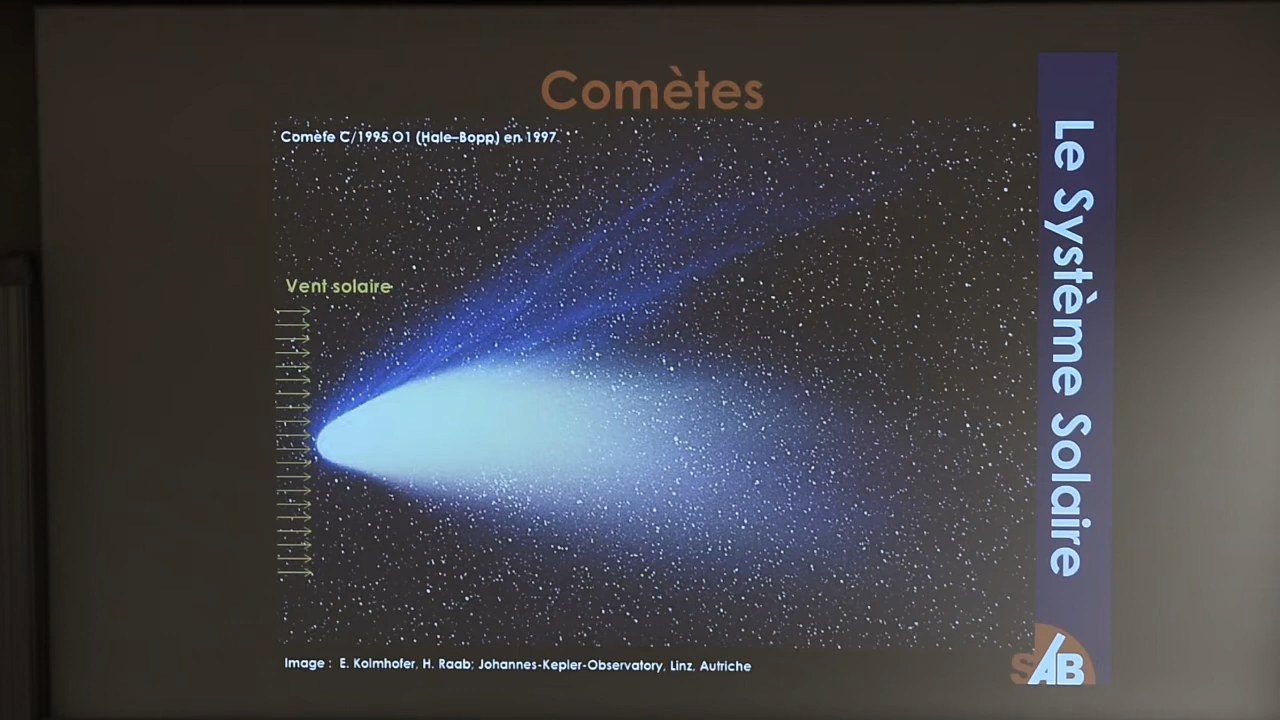 Comètes
Comète C/1995 O1 (Hale-Bopp) en 1997
Vent solaire
Le Système Solaire
Image : E. Kolmhofer, H. Raab; Johannes-Kepler-Observatory, Linz, Autriche
SAB